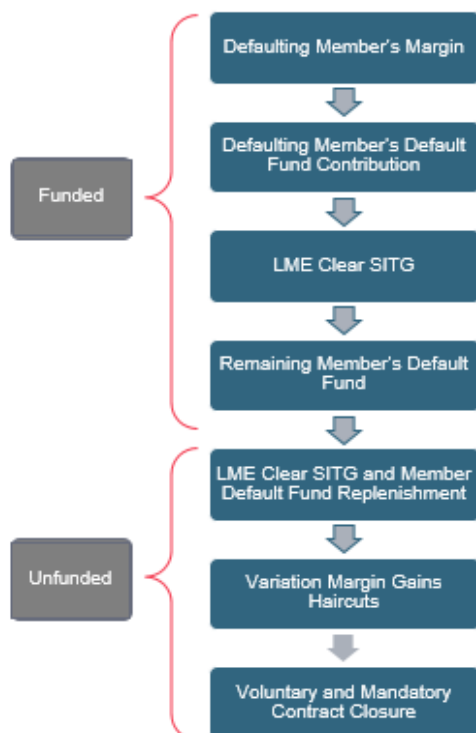 Defaulting Member's Margin
Defaulting Member's Default
Fund Contribution
Funded
LME Clear SITG
Remaining Member's Default
Fund
LME Clear SITG and Member
Default Fund Replenishment
Unfunded
Variation Margin Gains
Haircuts
Voluntary and Mandatory
Contract Closure